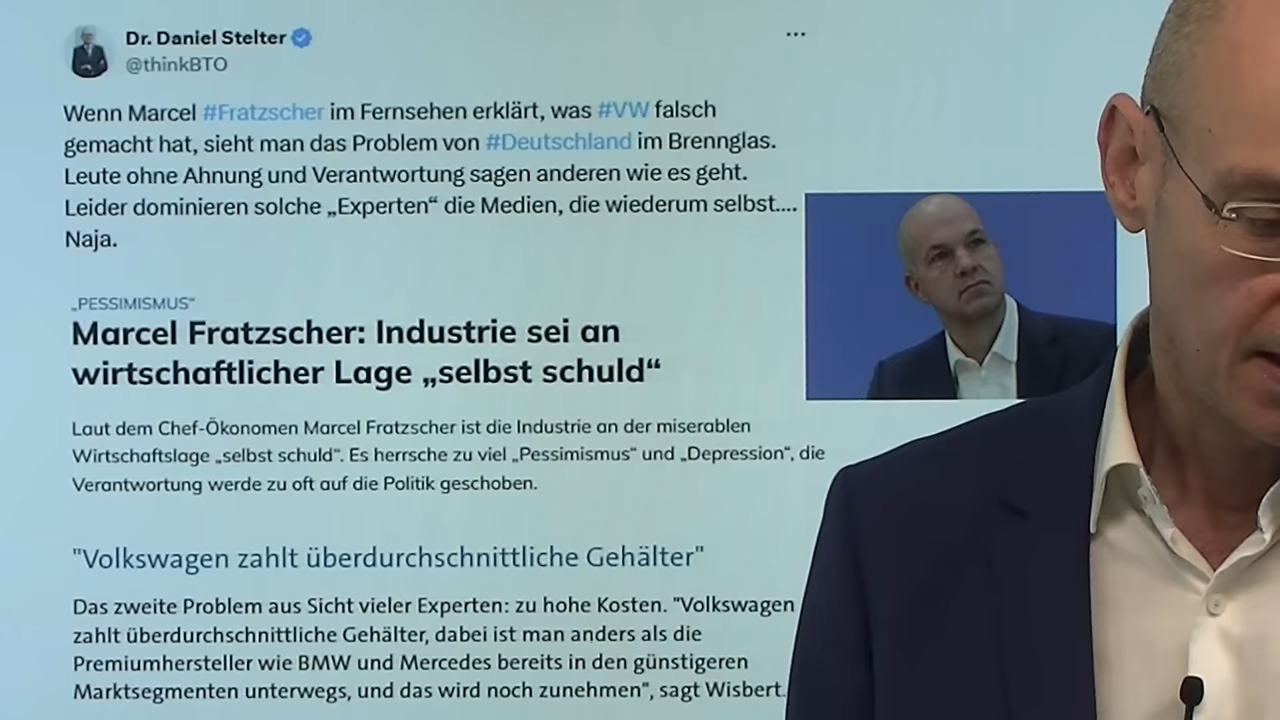 Dr. Daniel Stelter
@thinkBTO
Wenn Marcel #Fratzscher im Fernsehen erklärt, was #VW falsch
gemacht hat, sieht man das Problem von #Deutschland im Brennglas.
Leute ohne Ahnung und Verantwortung sagen anderen wie es geht.
Leider dominieren solche „Experten“ die Medien, die wiederum selbst....
Naja.
„PESSIMISMUS“
Marcel Fratzscher: Industrie sei an
wirtschaftlicher Lage „selbst schuld“
Laut dem Chef-Ökonomen Marcel Fratzscher ist die Industrie an der miserablen
Wirtschaftslage „selbst schuld“. Es herrsche zu viel „Pessimismus“ und „Depression“, die
Verantwortung werde zu oft auf die Politik geschoben.
"Volkswagen zahlt überdurchschnittliche Gehälter"
Das zweite Problem aus Sicht vieler Experten: zu hohe Kosten. "Volkswagen
zahlt überdurchschnittliche Gehälter, dabei ist man anders als die
Premiumhersteller wie BMW und Mercedes bereits in den günstigeren
Marktsegmenten unterwegs, und das wird noch zunehmen", sagt Wisbert.